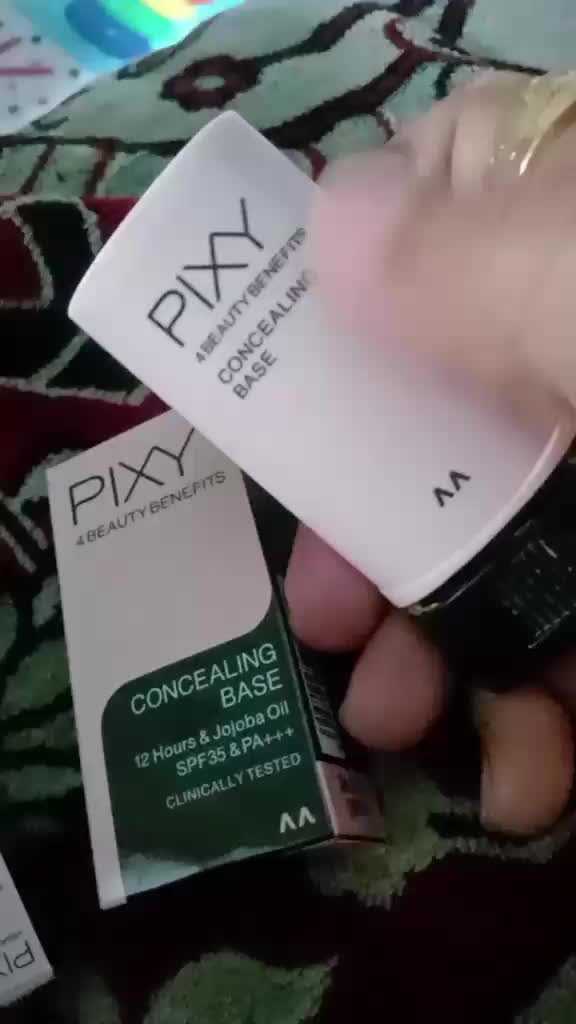 PIXY
4 BEAUTY BENEFITS
CONCEALING
BASE
PIXY
4 BEAUTY BENEFITS
CONCEALING
BASE
12 Hours & Jojoba Oil
SPF35 & PA+++
CLINICALLY TESTED